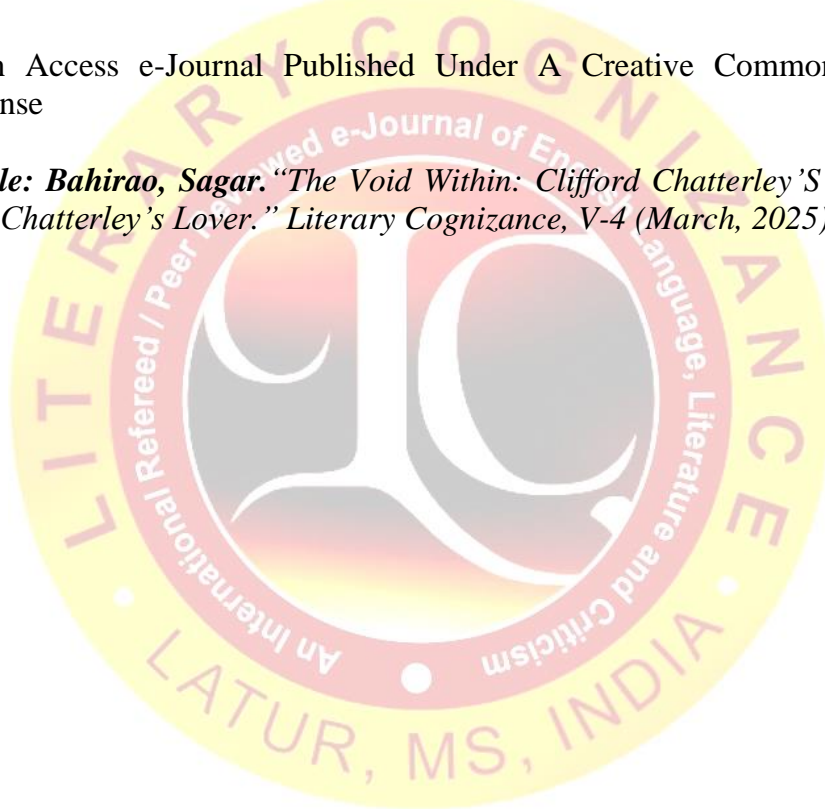 n Access e-Journal Published Under A Creative Common
nse
le: Bahirao, Sagar. “The Void Within: Clifford Chatterley’S
Chatterley’s Lover.” Literary Cognizance, V-4 (March, 2025)
LITERARY COGNIZANCE
An International Refereed / Peer Reviewed e-Journal of English Language, Literature and Criticism
LATUR, MS, INDIA